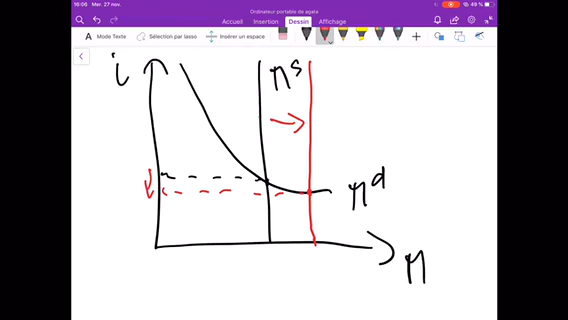 16:06 Mer. 27 nov.
49 %
Ordinateur portable de agata
Accueil Insertion Dessin Affichage
A Mode Texte Sélection par lasso Insérer un espace
i
M^s
M^d
M